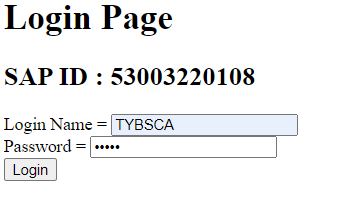 Login Page
SAP ID : 53003220108
Login Name = TYBSCA
Password = •••••
Login